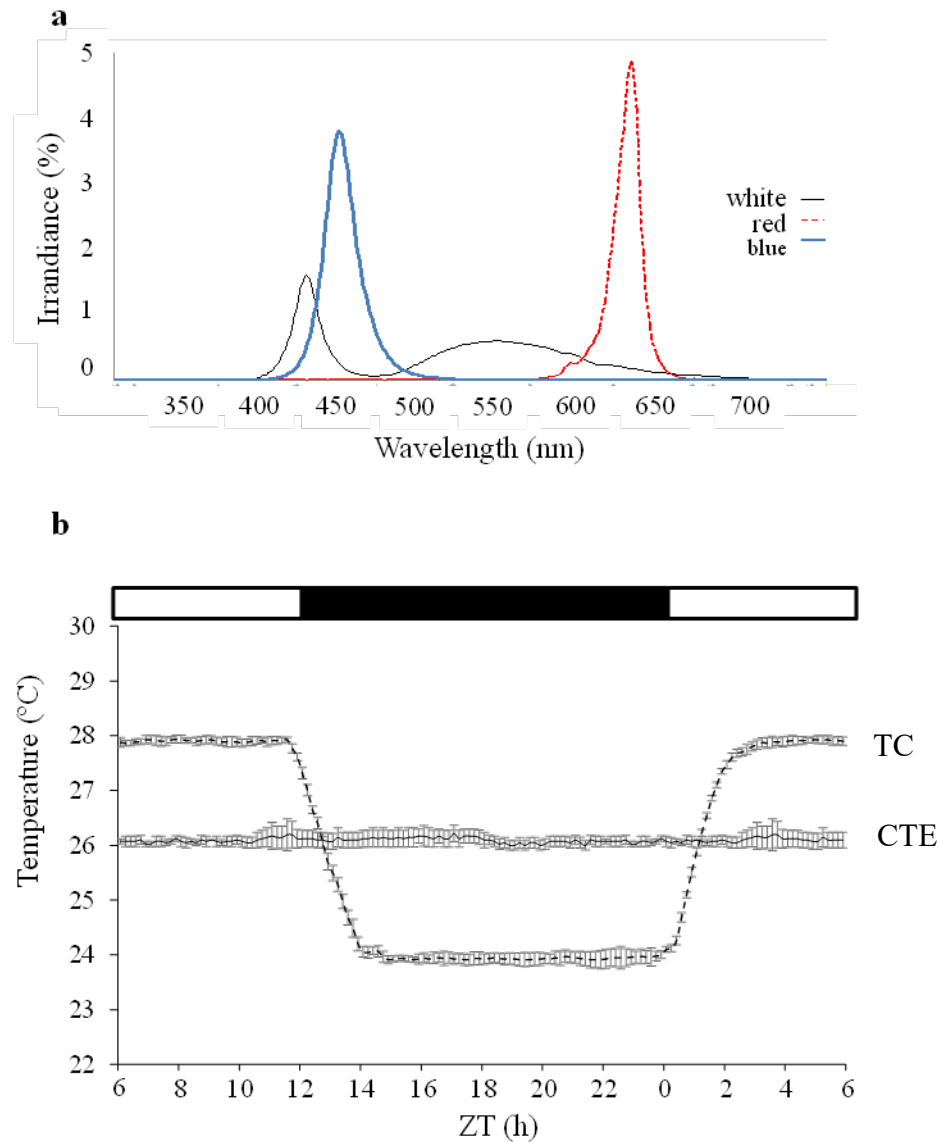 a
5
4
3
2
1
0
Irrandiance (%)
white
red
blue
350 400 450 500 550 600 650 700
Wavelength (nm)
b
30
29
28
27
26
25
24
23
22
Temperature (°C)
TC
CTE
6 8 10 12 14 16 18 20 22 0 2 4 6
ZT (h)